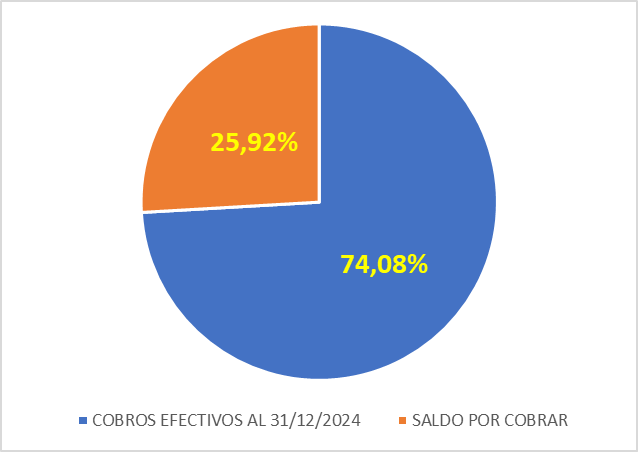 25,92%
74,08%
COBROS EFECTIVOS AL 31/12/2024 SALDO POR COBRAR